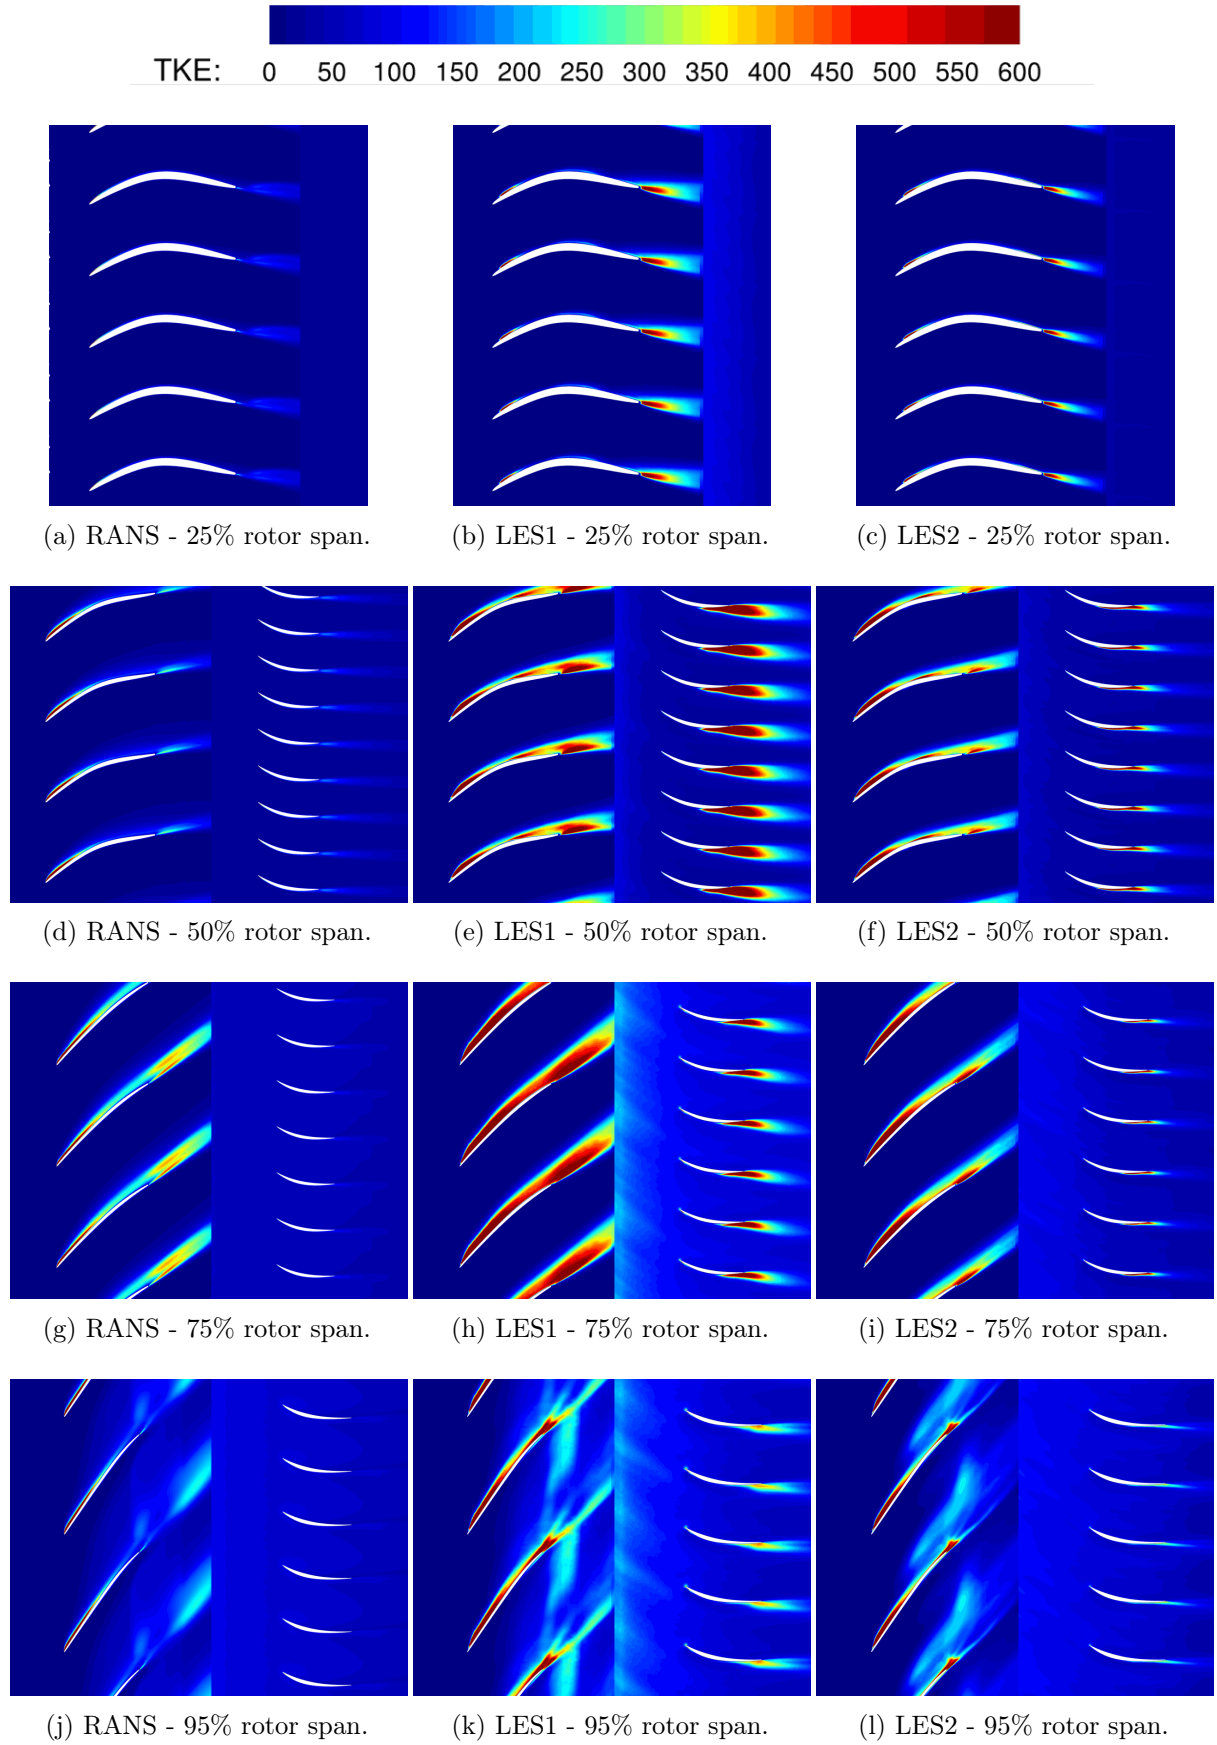 TKE: 0 50 100 150 200 250 300 350 400 450 500 550 600
(a) RANS - 25% rotor span. (b) LES1 - 25% rotor span. (c) LES2 - 25% rotor span.
(d) RANS - 50% rotor span. (e) LES1 - 50% rotor span. (f) LES2 - 50% rotor span.
(g) RANS - 75% rotor span. (h) LES1 - 75% rotor span. (i) LES2 - 75% rotor span.
(j) RANS - 95% rotor span. (k) LES1 - 95% rotor span. (l) LES2 - 95% rotor span.